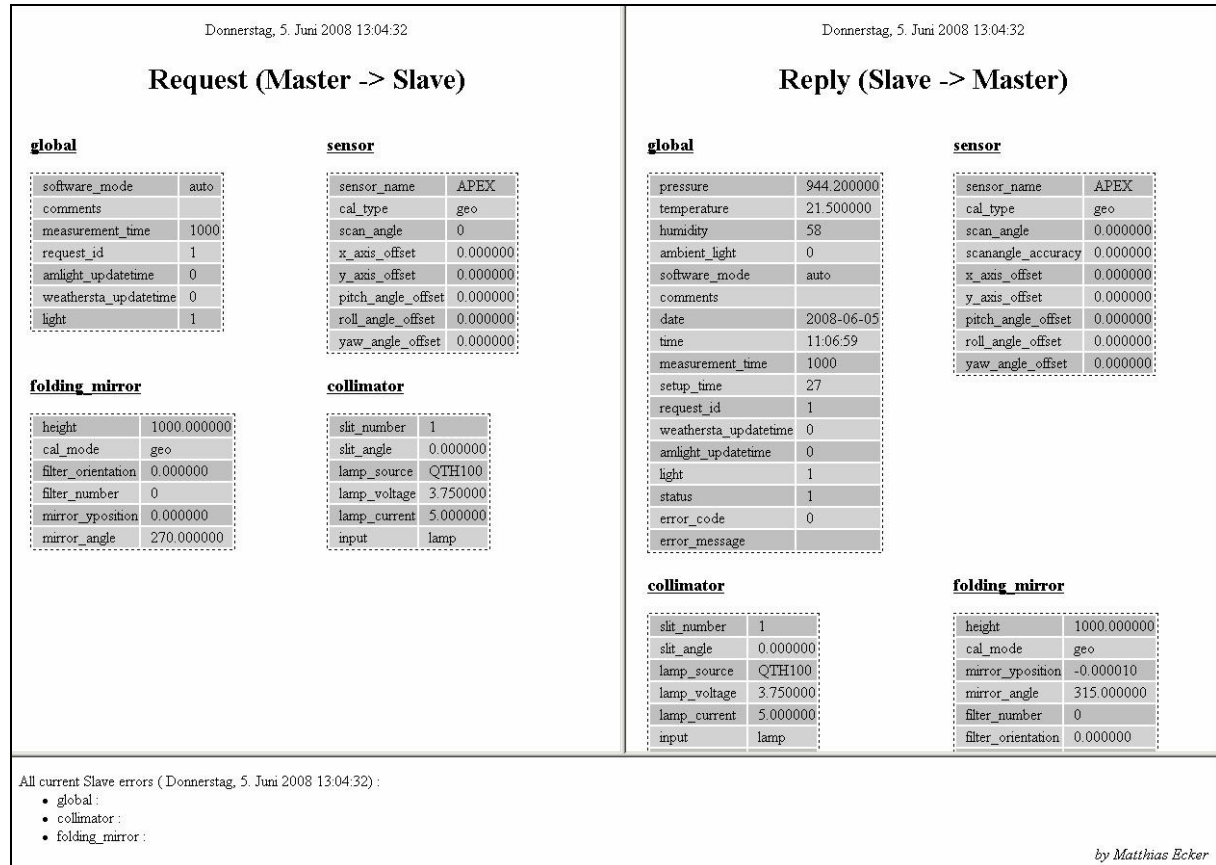 Donnerstag, 5. Juni 2008 13:04:32
Request (Master -> Slave)
global
software_mode auto
comments
measurement_time 1000
request_id 1
amlight_updatetime 0
weathersta_updatetime 0
light 1
sensor
sensor_name APEX
cal_type geo
scan_angle 0
x_axis_offset 0.000000
y_axis_offset 0.000000
pitch_angle_offset 0.000000
roll_angle_offset 0.000000
yaw_angle_offset 0.000000
folding_mirror
height 1000.000000
cal_mode geo
filter_orientation 0.000000
filter_number 0
mirror_yposition 0.000000
mirror_angle 270.000000
collimator
slit_number 1
slit_angle 0.000000
lamp_source QTH100
lamp_voltage 3.750000
lamp_current 5.000000
input lamp
Donnerstag, 5. Juni 2008 13:04:32
Reply (Slave -> Master)
global
pressure 944.200000
temperature 21.500000
humidity 58
ambient_light 0
software_mode auto
comments
date 2008-06-05
time 11:06:59
measurement_time 1000
setup_time 27
request_id 1
weathersta_updatetime 0
amlight_updatetime 0
light 1
status 1
error_code 0
error_message
sensor
sensor_name APEX
cal_type geo
scan_angle 0.000000
scanangle_accuracy 0.000000
x_axis_offset 0.000000
y_axis_offset 0.000000
pitch_angle_offset 0.000000
roll_angle_offset 0.000000
yaw_angle_offset 0.000000
collimator
slit_number 1
slit_angle 0.000000
lamp_source QTH100
lamp_voltage 3.750000
lamp_current 5.000000
input lamp
folding_mirror
height 1000.000000
cal_mode geo
mirror_yposition -0.000010
mirror_angle 315.000000
filter_number 0
filter_orientation 0.000000
All current Slave errors ( Donnerstag, 5. Juni 2008 13:04:32) :
• global :
• collimator :
• folding_mirror :
by Matthias Ecker